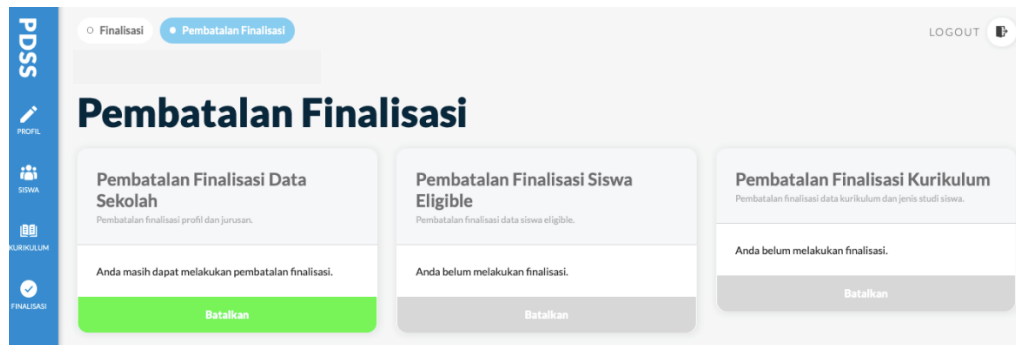 PDSS
Finalisasi
Pembatalan Finalisasi
LOGOUT
Pembatalan Finalisasi
PROFIL
SISWA
KURIKULUM
FINALISASI
Pembatalan Finalisasi Data
Sekolah
Pembatalan finalisasi profil dan jurusan.
Anda masih dapat melakukan pembatalan finalisasi.
Batalkan
Pembatalan Finalisasi Siswa
Eligible
Pembatalan finalisasi data siswa eligible.
Anda belum melakukan finalisasi.
Batalkan
Pembatalan Finalisasi Kurikulum
Pembatalan finalisasi data kurikulum dan jenis studi siswa.
Anda belum melakukan finalisasi.
Batalkan